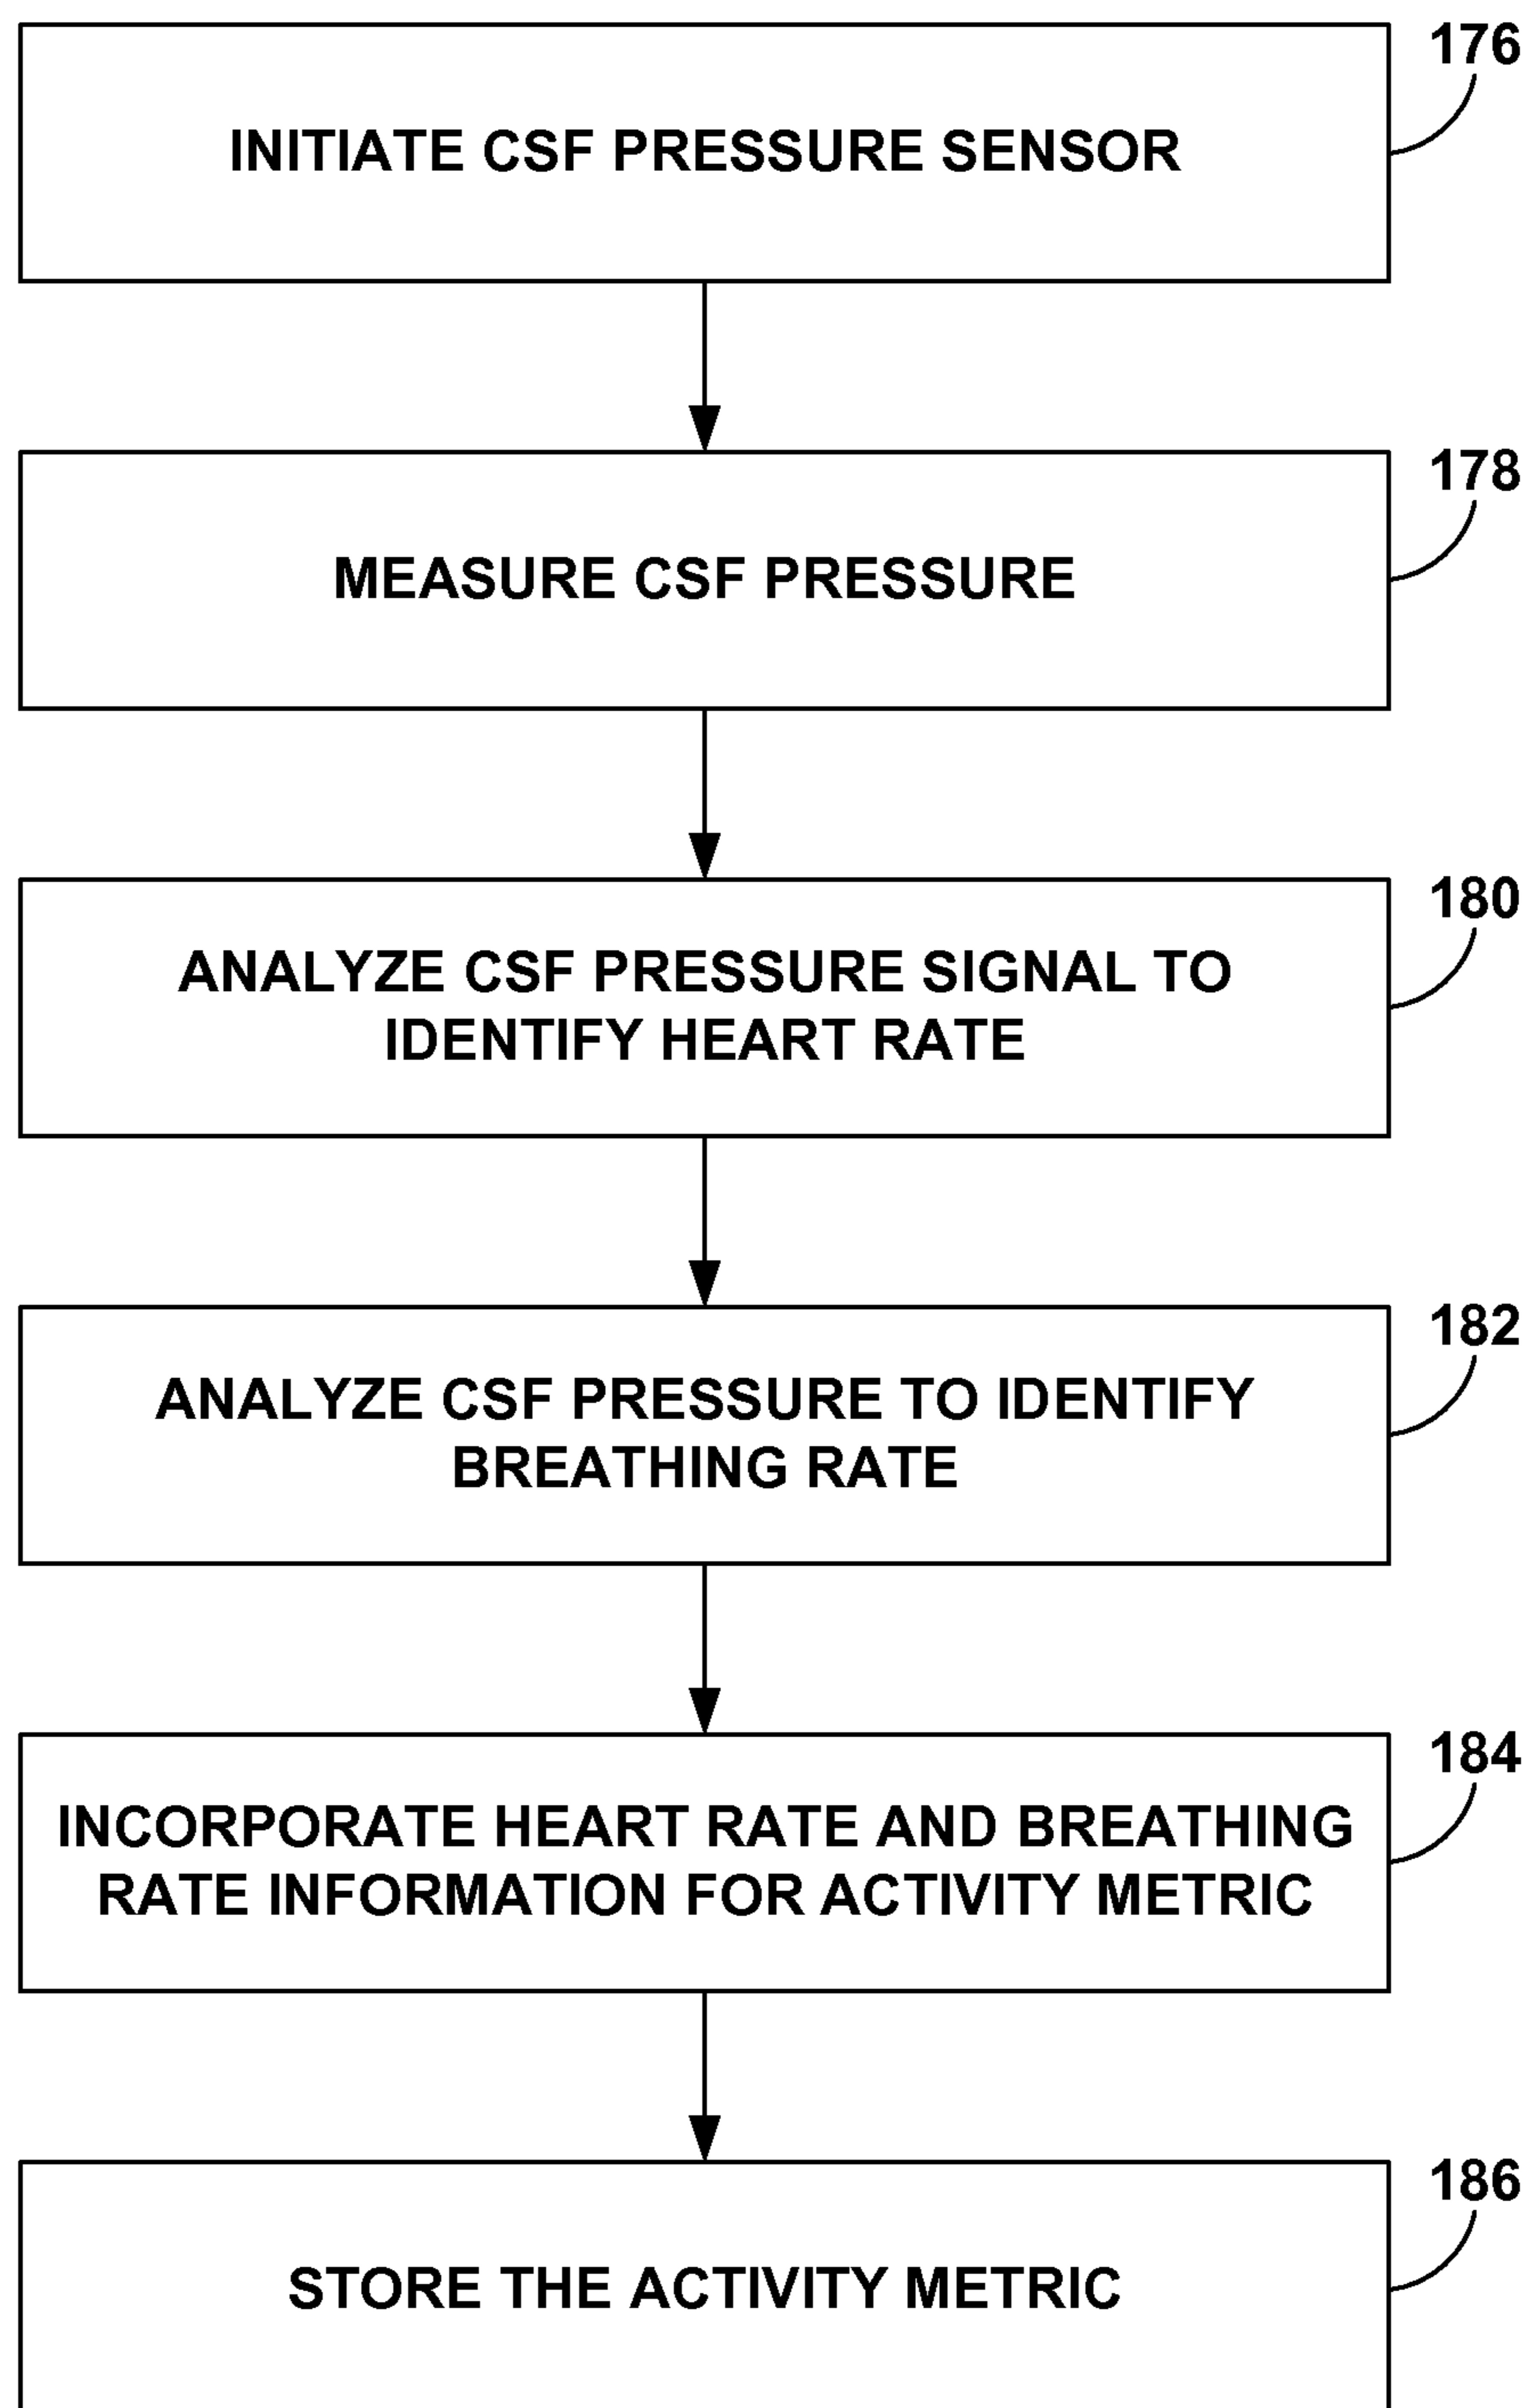 176
INITIATE CSF PRESSURE SENSOR
178
MEASURE CSF PRESSURE
180
ANALYZE CSF PRESSURE SIGNAL TO
IDENTIFY HEART RATE
182
ANALYZE CSF PRESSURE TO IDENTIFY
BREATHING RATE
184
INCORPORATE HEART RATE AND BREATHING
RATE INFORMATION FOR ACTIVITY METRIC
186
STORE THE ACTIVITY METRIC